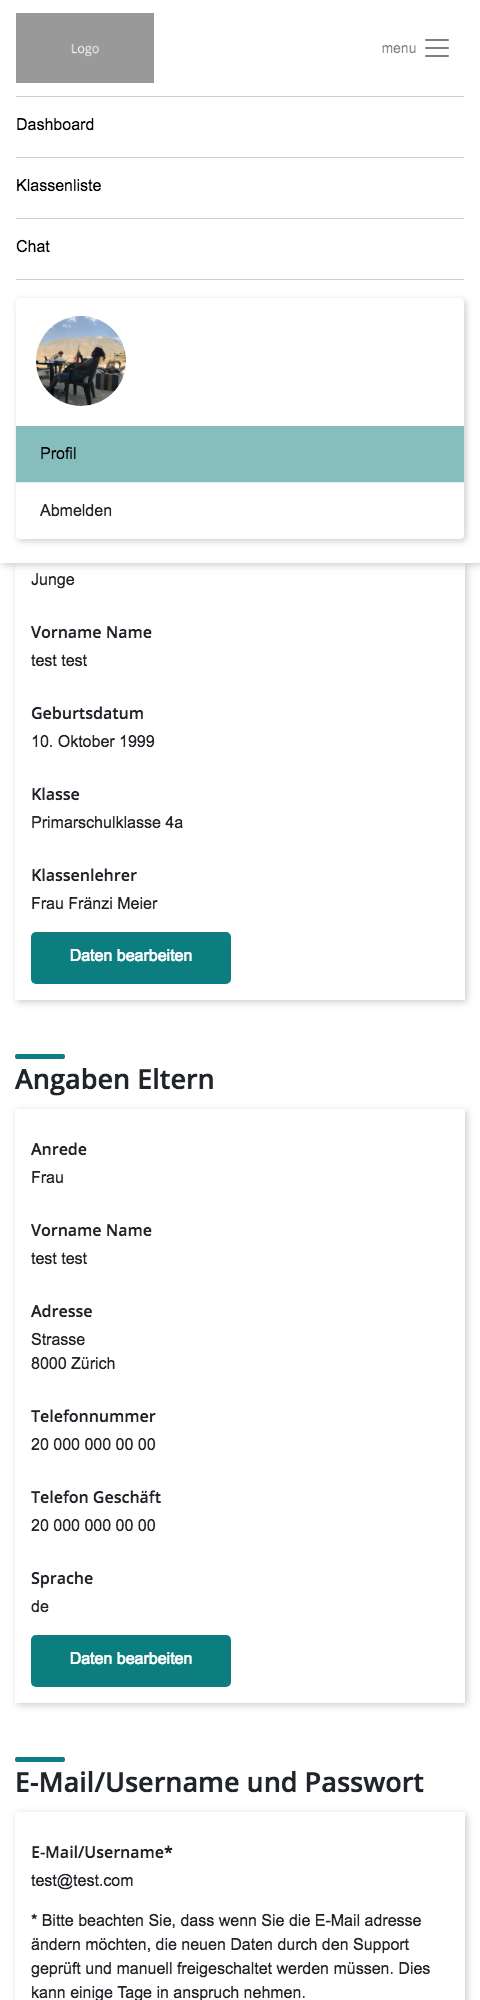 Logo
menu
Dashboard
Klassenliste
Chat
Profil
Abmelden
Junge
Vorname Name
test test
Geburtsdatum
10. Oktober 1999
Klasse
Primarschulklasse 4a
Klassenlehrer
Frau Fränzi Meier
Daten bearbeiten
Angaben Eltern
Anrede
Frau
Vorname Name
test test
Adresse
Strasse
8000 Zürich
Telefonnummer
20 000 000 00 00
Telefon Geschäft
20 000 000 00 00
Sprache
de
Daten bearbeiten
E-Mail/Username und Passwort
E-Mail/Username*
test@test.com
* Bitte beachten Sie, dass wenn Sie die E-Mail adresse
ändern möchten, die neuen Daten durch den Support
geprüft und manuell freigeschaltet werden müssen. Dies
kann einige Tage in anspruch nehmen.